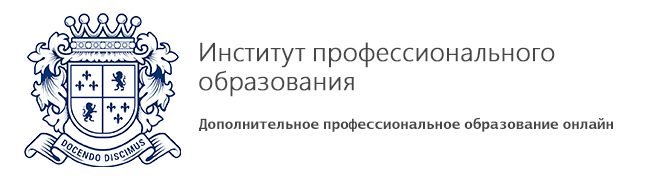 Институт профессионального
образования
Дополнительное профессиональное образование онлайн
DOCENDO DISCIMUS